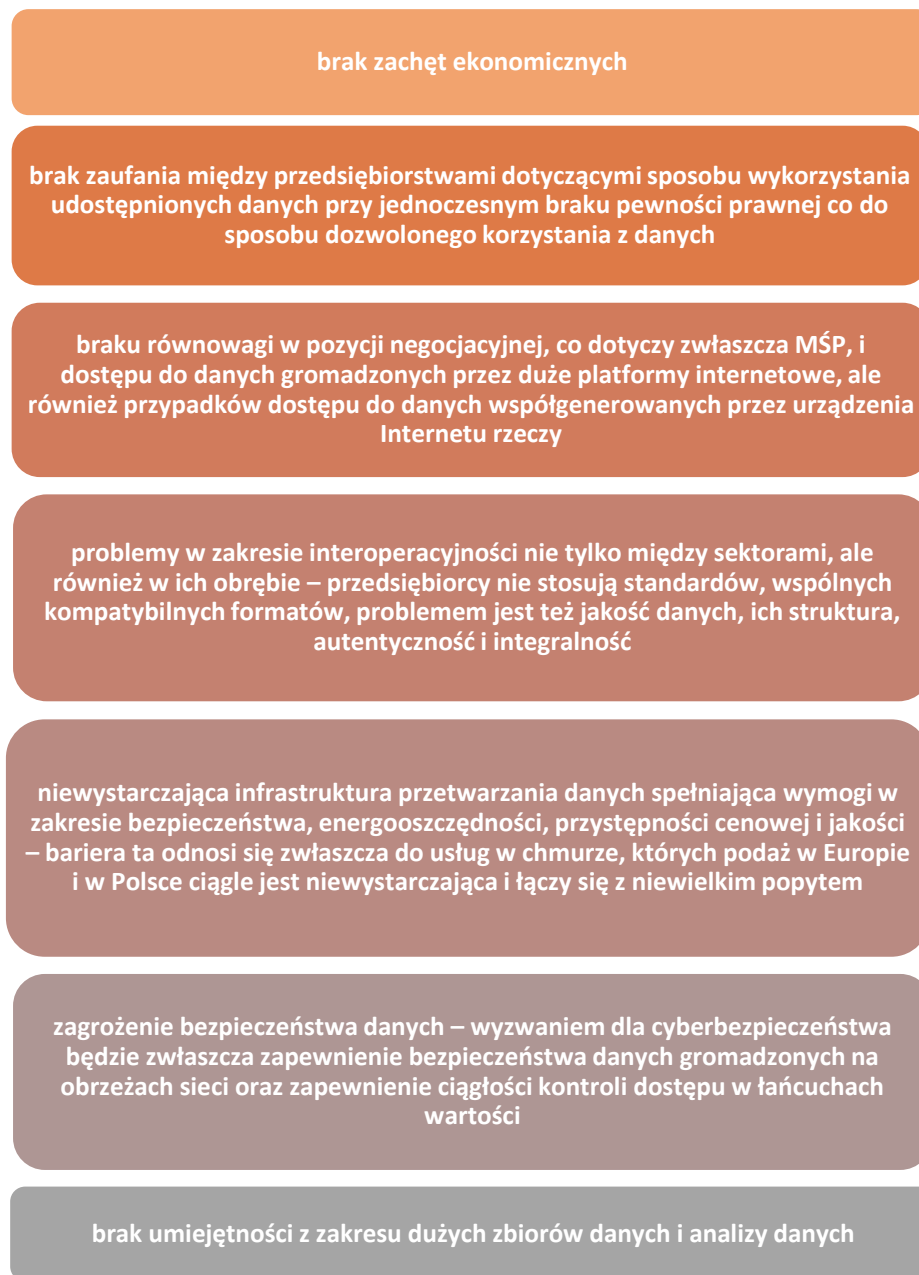 brak zachęt ekonomicznych
brak zaufania między przedsiębiorstwami dotyczącymi sposobu wykorzystania
udostępnionych danych przy jednoczesnym braku pewności prawnej co do
sposobu dozwolonego korzystania z danych
braku równowagi w pozycji negocjacyjnej, co dotyczy zwłaszcza MŚP, i
dostępu do danych gromadzonych przez duże platformy internetowe, ale
również przypadków dostępu do danych współgenerowanych przez urządzenia
Internetu rzeczy
problemy w zakresie interoperacyjności nie tylko między sektorami, ale
również w ich obrębie – przedsiębiorcy nie stosują standardów, wspólnych
kompatybilnych formatów, problemem jest też jakość danych, ich struktura,
autentyczność i integralność
niewystarczająca infrastruktura przetwarzania danych spełniająca wymogi w
zakresie bezpieczeństwa, energooszczędności, przystępności cenowej i jakości
– bariera ta odnosi się zwłaszcza do usług w chmurze, których podaż w Europie
i w Polsce ciągle jest niewystarczająca i łączy się z niewielkim popytem
zagrożenie bezpieczeństwa danych – wyzwaniem dla cyberbezpieczeństwa
będzie zwłaszcza zapewnienie bezpieczeństwa danych gromadzonych na
obrzeżach sieci oraz zapewnienie ciągłości kontroli dostępu w łańcuchach
wartości
brak umiejętności z zakresu dużych zbiorów danych i analizy danych